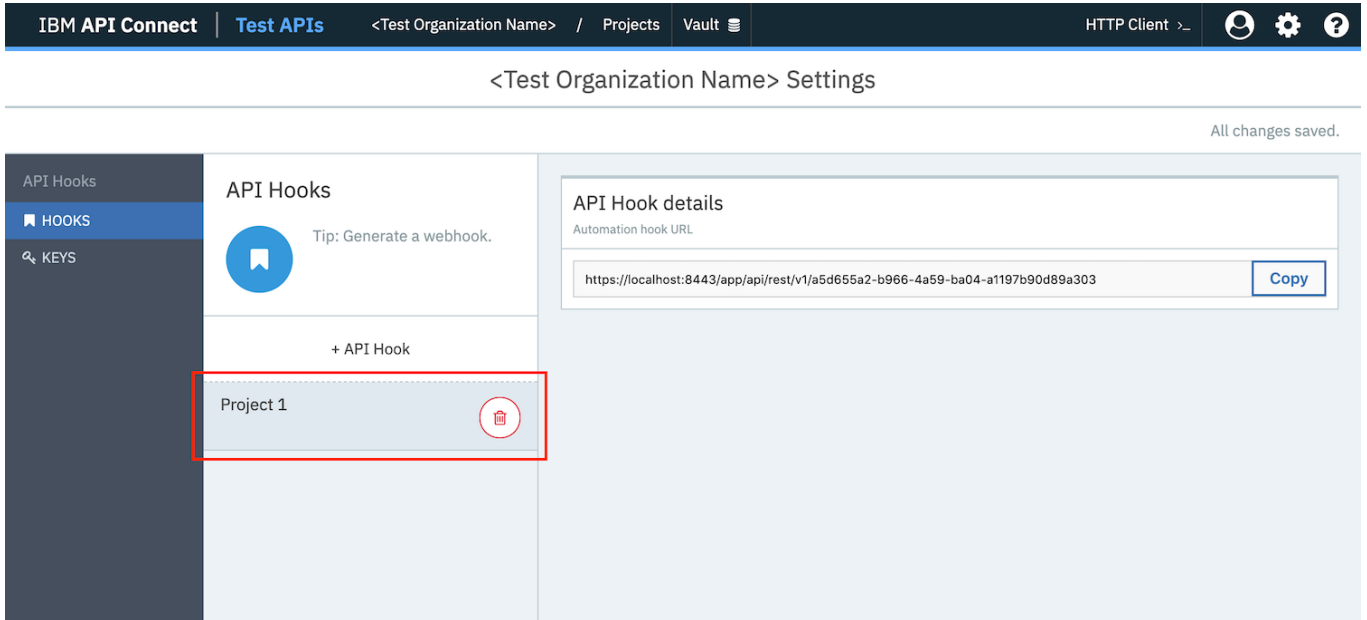 IBM API Connect | Test APIs <Test Organization Name> / Projects Vault HTTP Client >_
<Test Organization Name> Settings
All changes saved.
API Hooks
HOOKS
KEYS
API Hooks
Tip: Generate a webhook.
+ API Hook
Project 1
API Hook details
Automation hook URL
https://localhost:8443/app/api/rest/v1/a5d655a2-b966-4a59-ba04-a1197b90d89a303 Copy